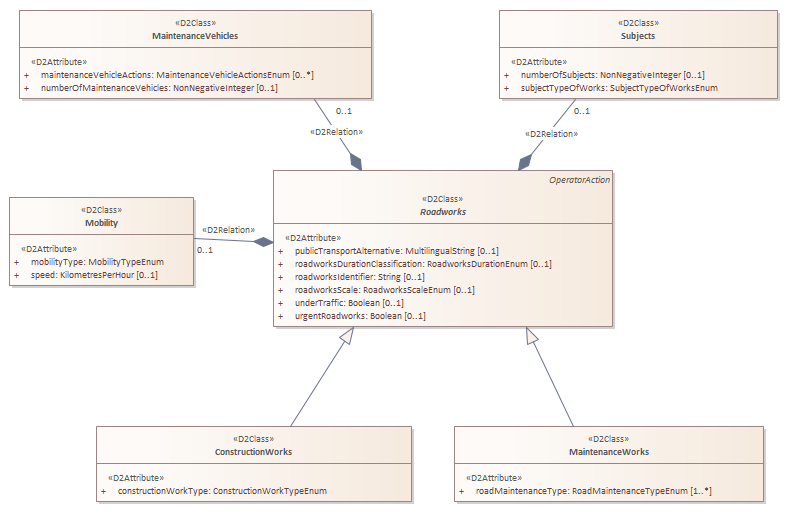 «D2Class»
MaintenanceVehicles
«D2Attribute»
+ maintenanceVehicleActions: MaintenanceVehicleActionsEnum [0..*]
+ numberOfMaintenanceVehicles: NonNegativeInteger [0..1]
«D2Class»
Subjects
«D2Attribute»
+ numberOfSubjects: NonNegativeInteger [0..1]
+ subjectTypeOfWorks: SubjectTypeOfWorksEnum
0..1
«D2Relation»
0..1
«D2Relation»
OperatorAction
«D2Class»
Roadworks
«D2Attribute»
+ publicTransportAlternative: MultilingualString [0..1]
+ roadworksDurationClassification: RoadworksDurationEnum [0..1]
+ roadworksIdentifier: String [0..1]
+ roadworksScale: RoadworksScaleEnum [0..1]
+ underTraffic: Boolean [0..1]
+ urgentRoadworks: Boolean [0..1]
«D2Class»
Mobility
«D2Attribute»
+ mobilityType: MobilityTypeEnum
+ speed: KilometresPerHour [0..1]
«D2Relation»
0..1
«D2Class»
ConstructionWorks
«D2Attribute»
+ constructionWorkType: ConstructionWorkTypeEnum
«D2Class»
MaintenanceWorks
«D2Attribute»
+ roadMaintenanceType: RoadMaintenanceTypeEnum [1..*]